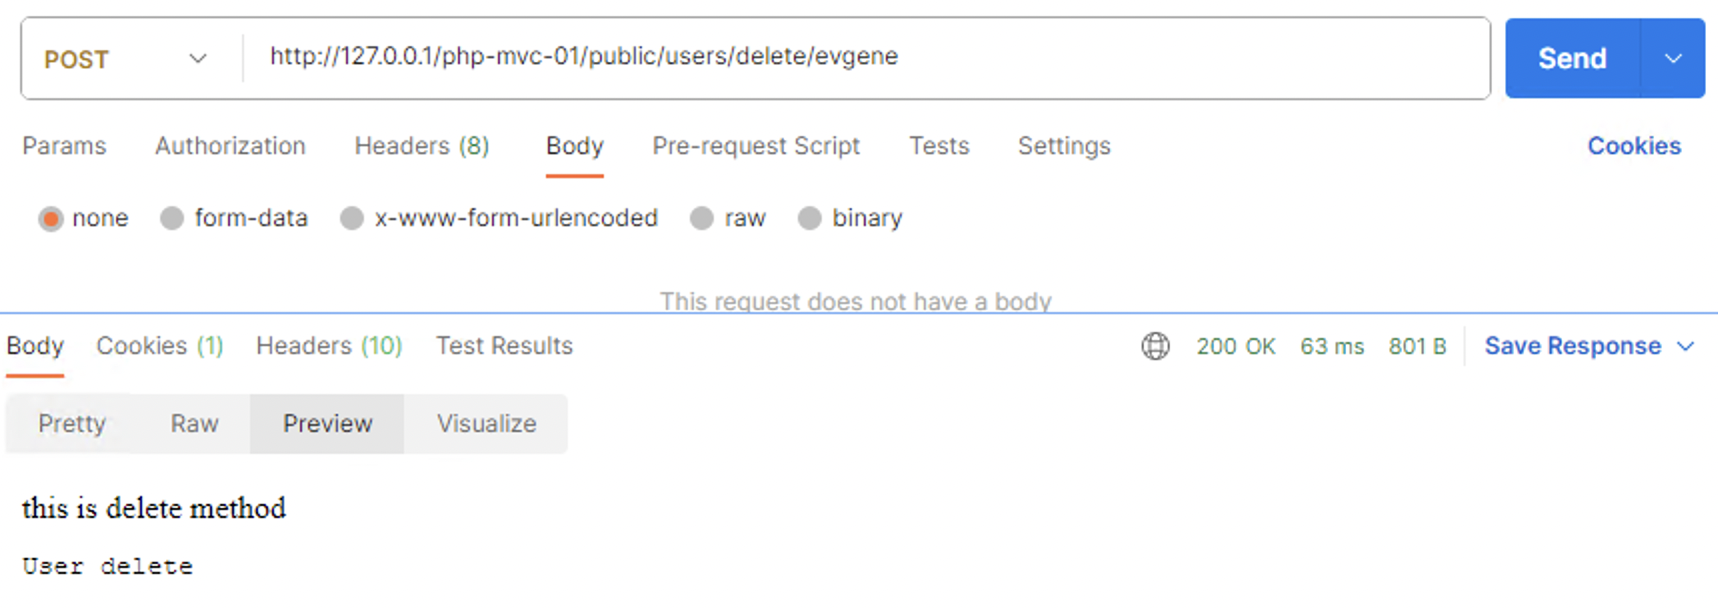 POST http://127.0.0.1/php-mvc-01/public/users/delete/evgene Send
Params Authorization Headers (8) Body Pre-request Script Tests Settings Cookies
none form-data x-www-form-urlencoded raw binary
This request does not have a body
Body Cookies (1) Headers (10) Test Results 200 OK 63 ms 801 B Save Response
Pretty Raw Preview Visualize
this is delete method
User delete